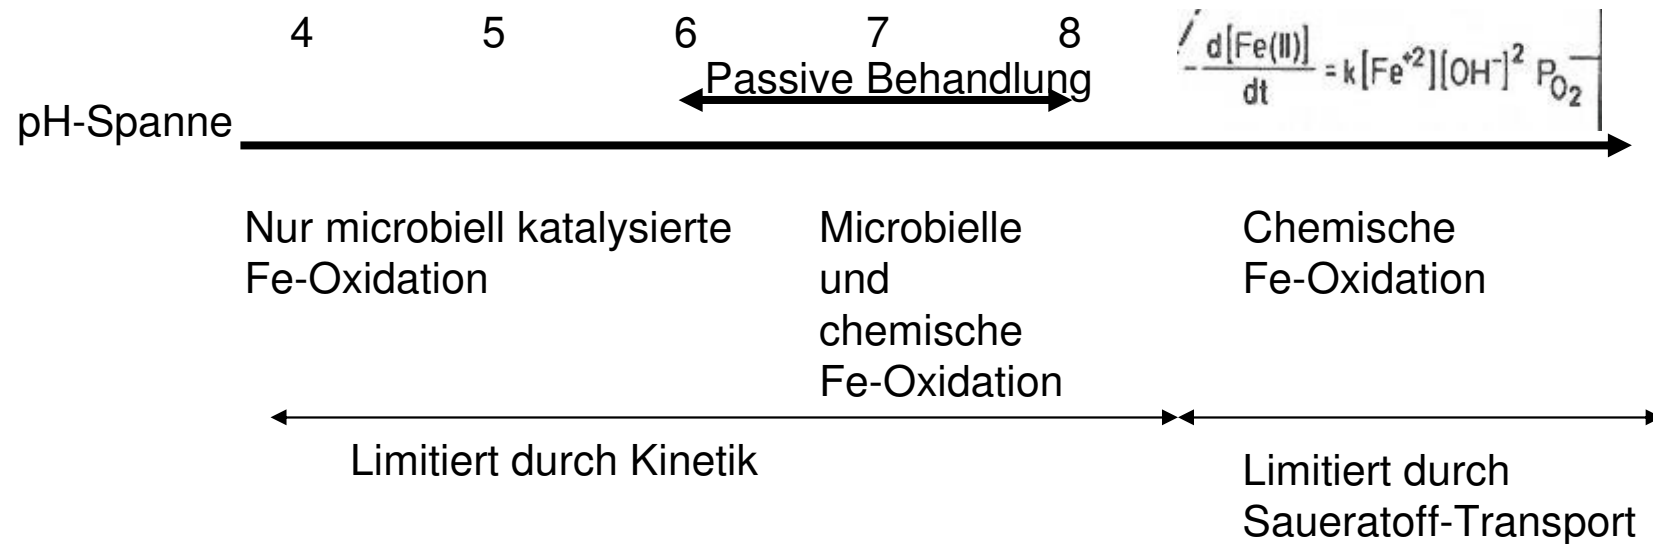 4 5 6 7 8
Passive Behandlung
- d[Fe(II)]/dt = k[Fe⁺²][OH⁻]² P_O₂
pH-Spanne
Nur microbiell katalysierte
Fe-Oxidation
Microbielle
und
chemische
Fe-Oxidation
Chemische
Fe-Oxidation
Limitiert durch Kinetik
Limitiert durch
Saueratoff-Transport